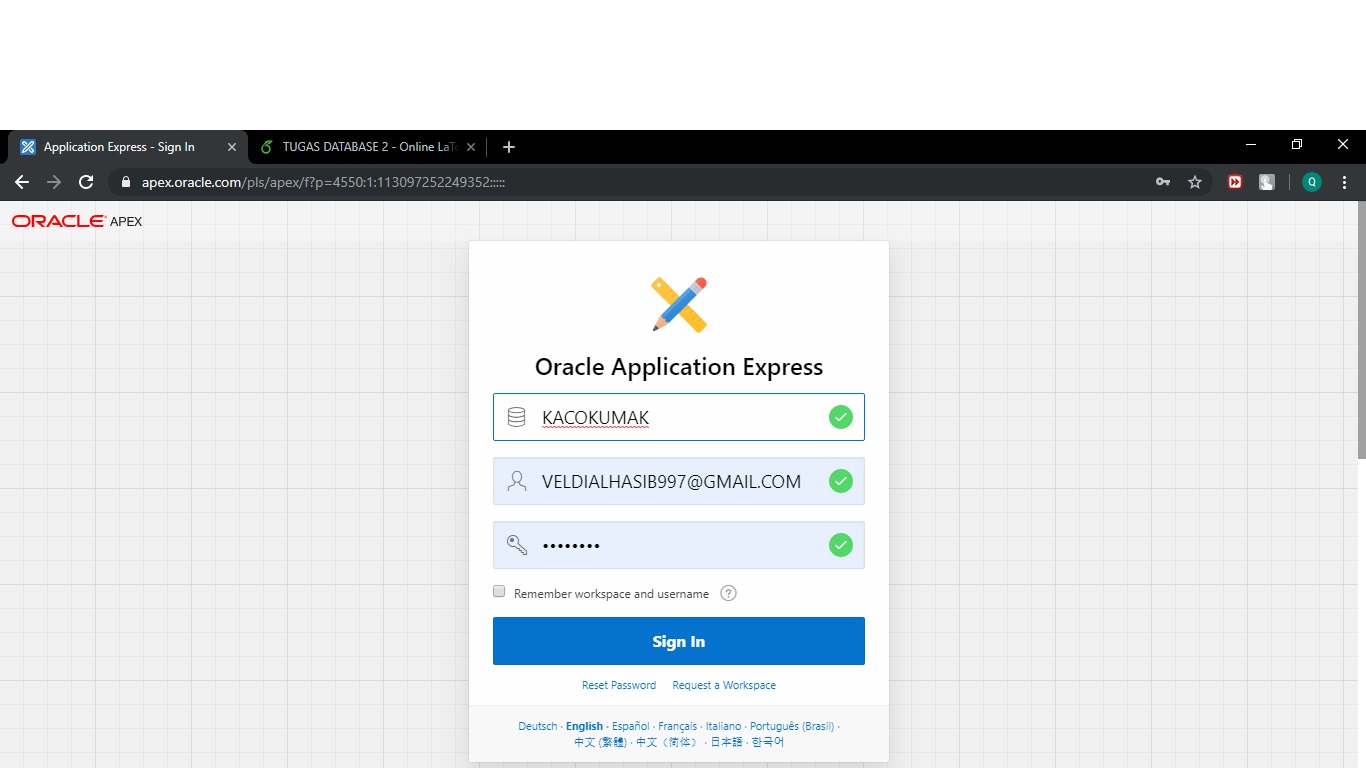 Application Express - Sign In
TUGAS DATABASE 2 - Online LaTe
apex.oracle.com/pls/apex/f?p=4550:1:113097252249352:::::
Q
ORACLE APEX
Oracle Application Express
KACOKUMAK
VELDIALHASIB997@GMAIL.COM
••••••••
Remember workspace and username ?
Sign In
Reset Password Request a Workspace
Deutsch · English · Español · Français · Italiano · Português (Brasil) ·
中文 (繁體) · 中文（简体） · 日本語 · 한국어